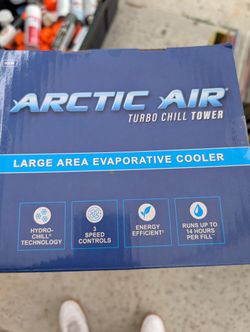 ARCTIC AIR®
TURBO CHILL TOWER
LARGE AREA EVAPORATIVE COOLER
HYDRO-
CHILL®
TECHNOLOGY
3
SPEED
CONTROLS
ENERGY
EFFICIENT
RUNS UP TO
14 HOURS
PER FILL